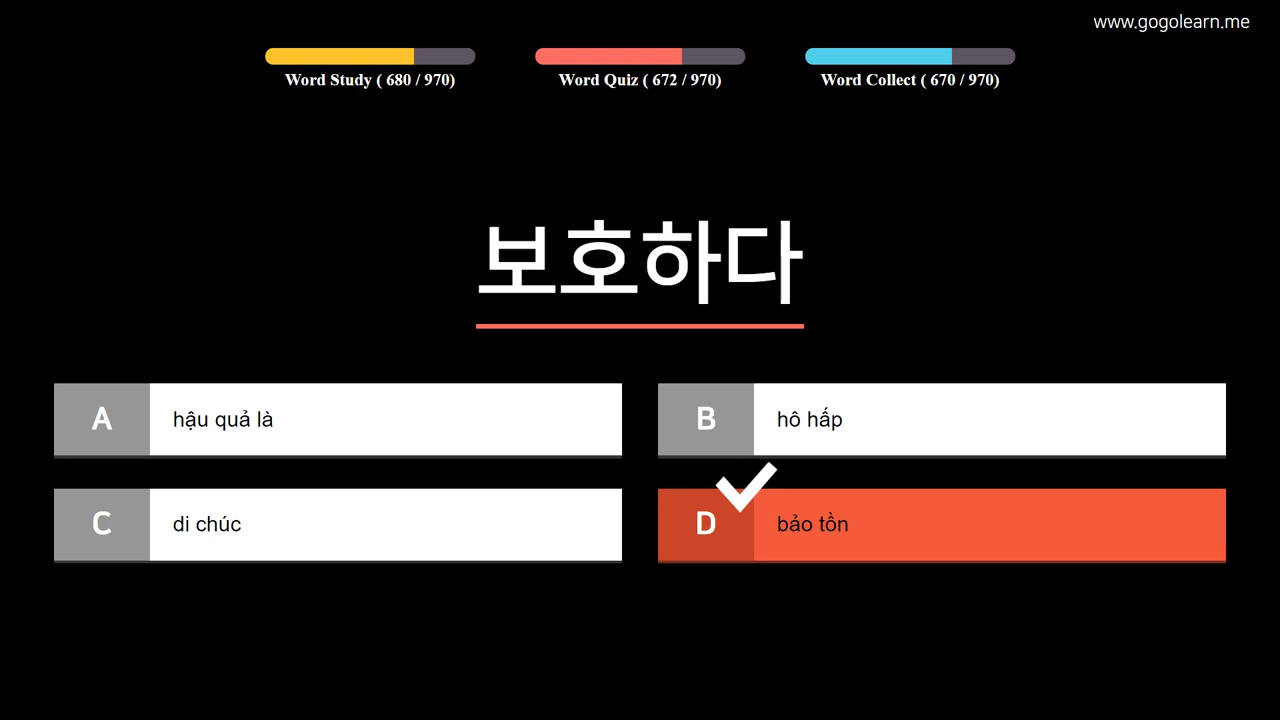 www.gogolearn.me
Word Study ( 680 / 970)
Word Quiz ( 672 / 970)
Word Collect ( 670 / 970)
보호하다
A hậu quả là
B hô hấp
C di chúc
D bảo tồn